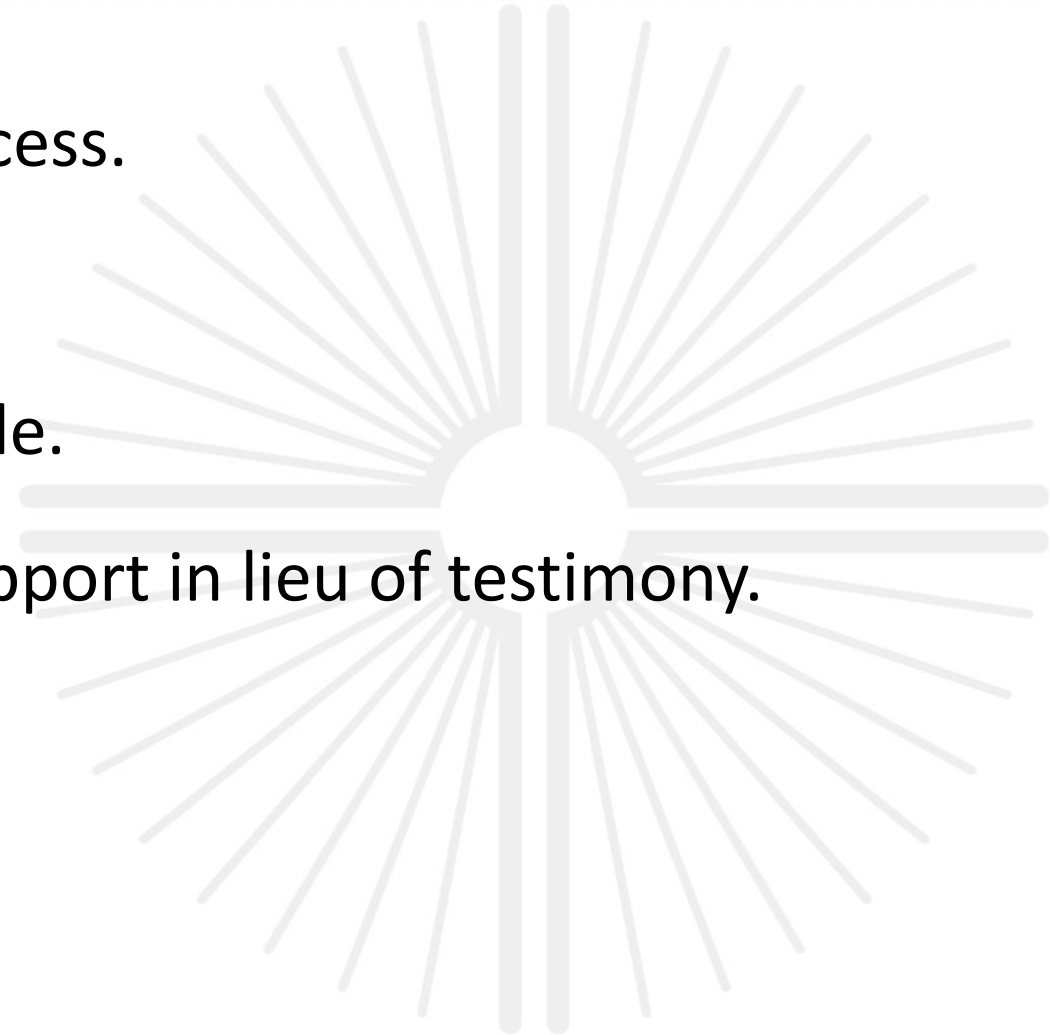 cess.
le.
pport in lieu of testimony.